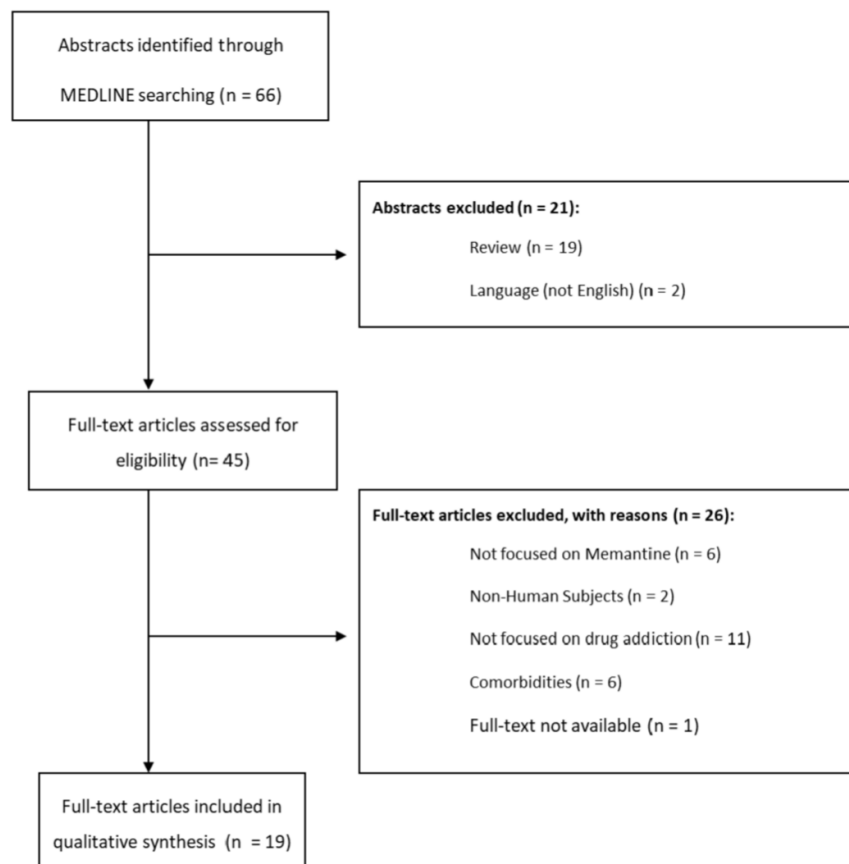 Abstracts identified through
MEDLINE searching (n = 66)
Abstracts excluded (n = 21):
Review (n = 19)
Language (not English) (n = 2)
Full-text articles assessed for
eligibility (n= 45)
Full-text articles excluded, with reasons (n = 26):
Not focused on Memantine (n = 6)
Non-Human Subjects (n = 2)
Not focused on drug addiction (n = 11)
Comorbidities (n = 6)
Full-text not available (n = 1)
Full-text articles included in
qualitative synthesis (n = 19)